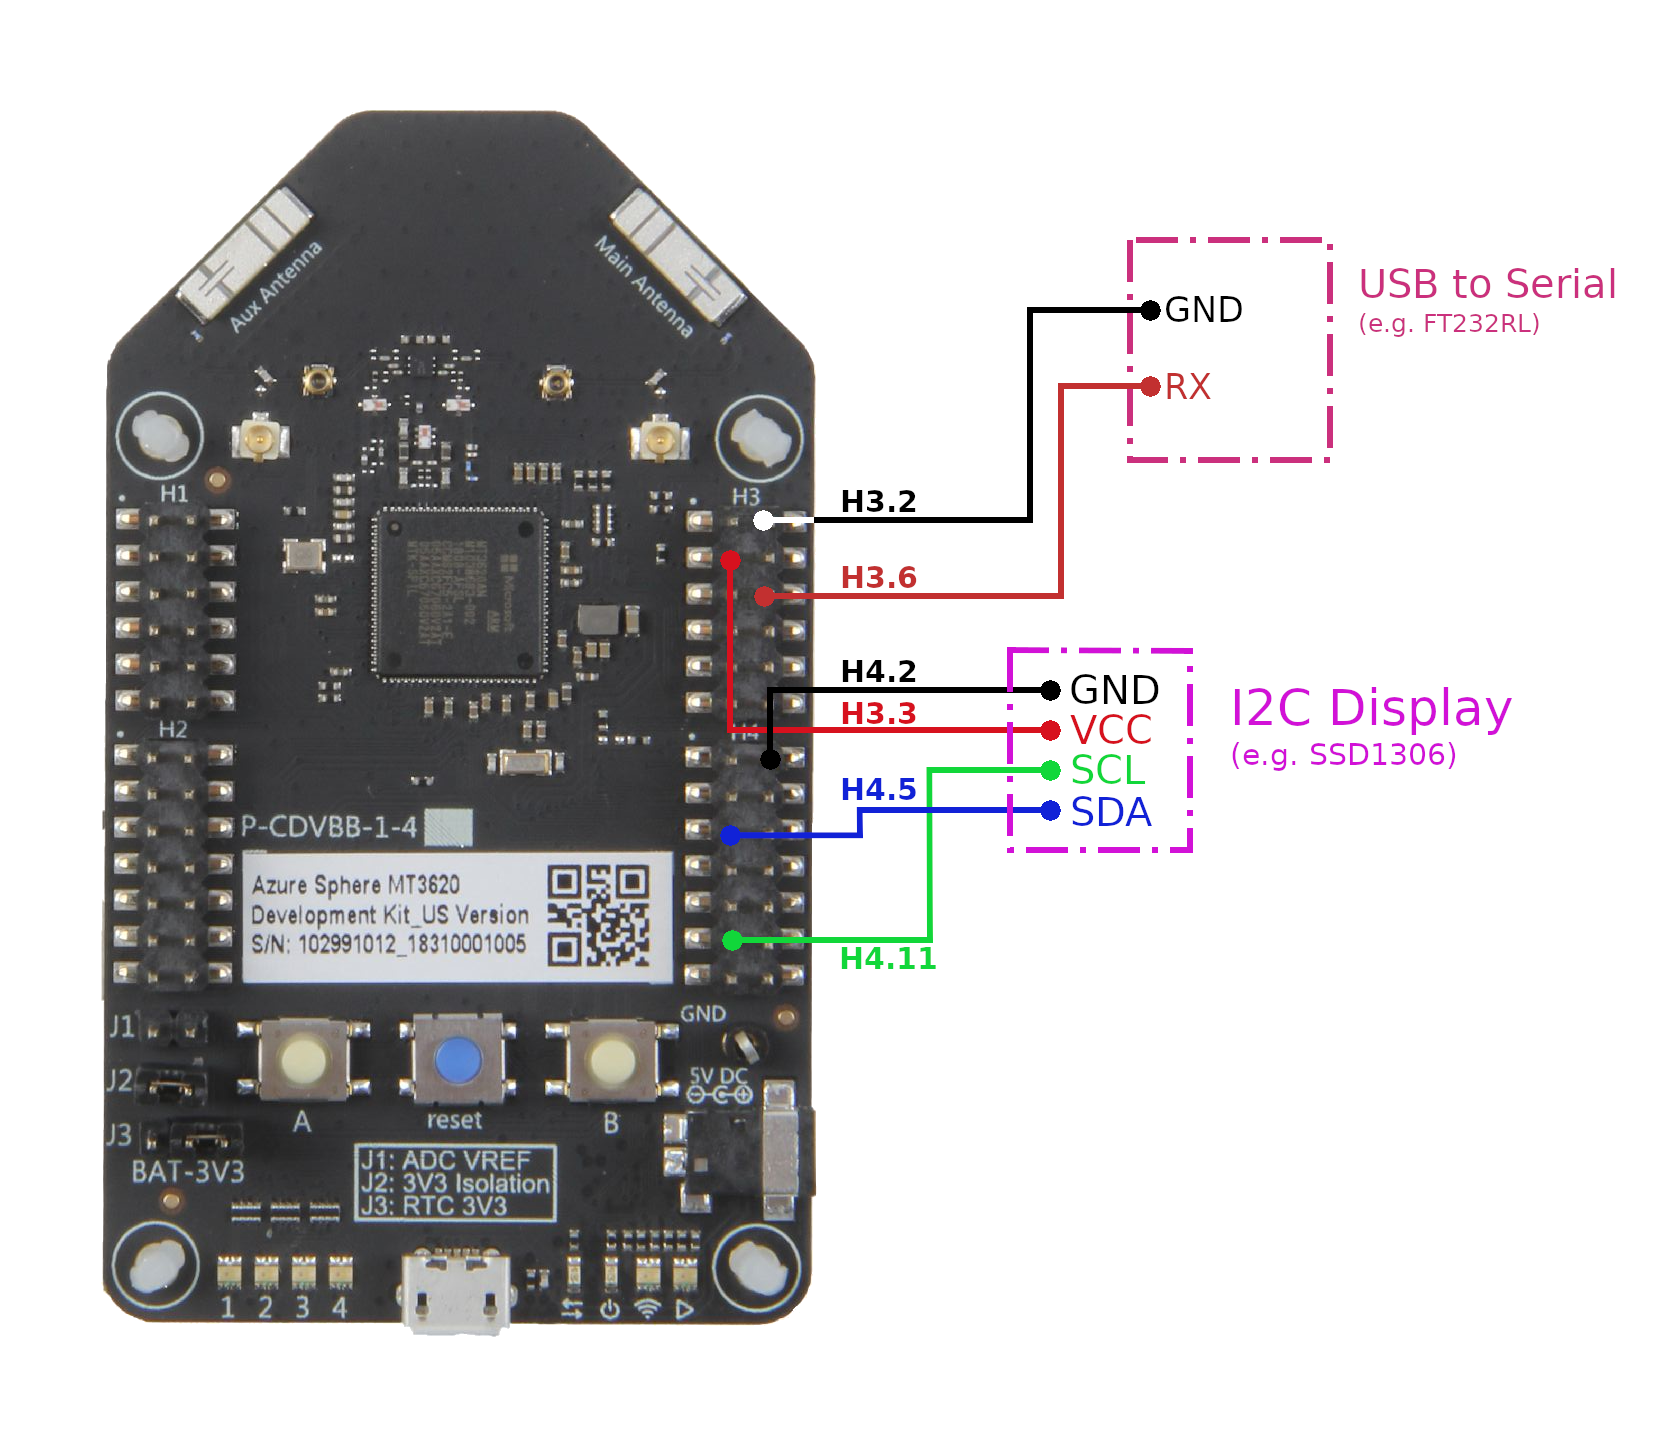 Aux Antenna
Main Antenna
USB to Serial
(e.g. FT232RL)
GND
RX
H1
H3
H3.2
H3.6
Microsoft
ARM
H4.2
H3.3
H4.5
H4.11
GND
VCC
SCL
SDA
I2C Display
(e.g. SSD1306)
H2
H4
P-CDVBB-1-4
Azure Sphere MT3620
Development Kit_US Version
S/N: 102991012_18310001005
J1
J2
J3
BAT-3V3
A
reset
B
GND
5V DC
J1: ADC VREF
J2: 3V3 Isolation
J3: RTC 3V3
1 2 3 4